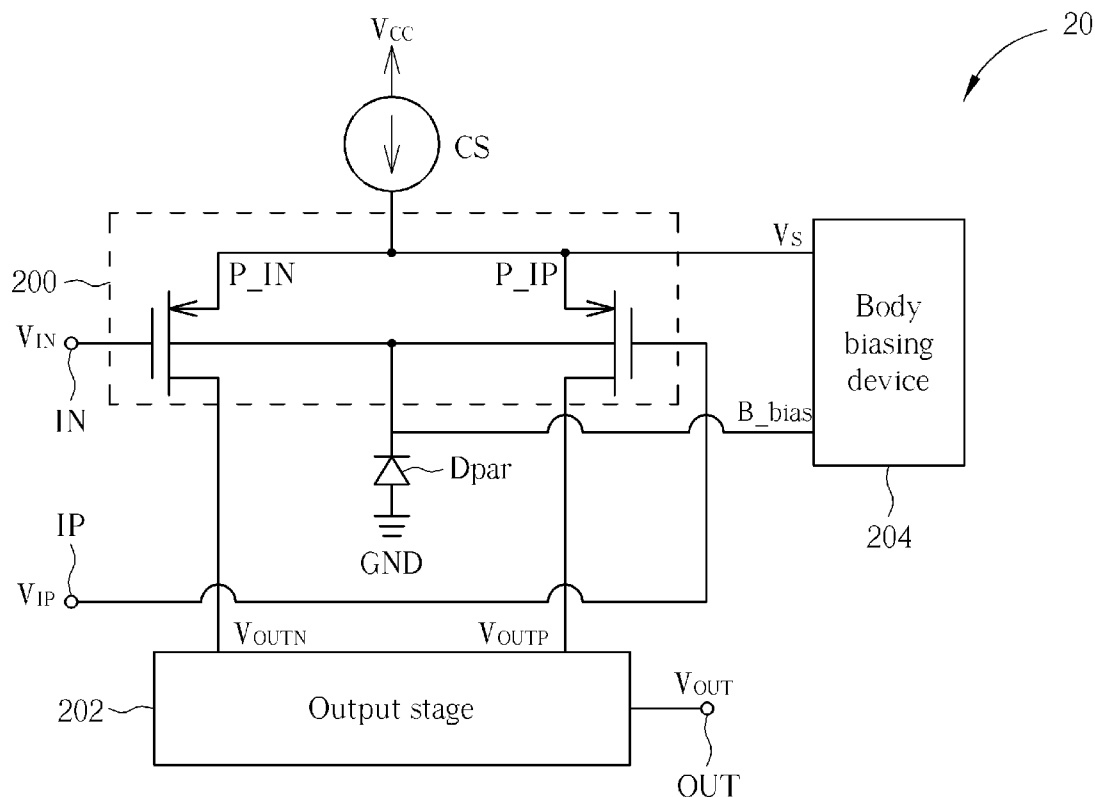 20
VCC
CS
VS
P_IN
P_IP
200
Body
biasing
device
VIN
IN
B_bias
Dpar
IP
GND
204
VIP
VOUTN
VOUTP
VOUT
202
Output stage
OUT